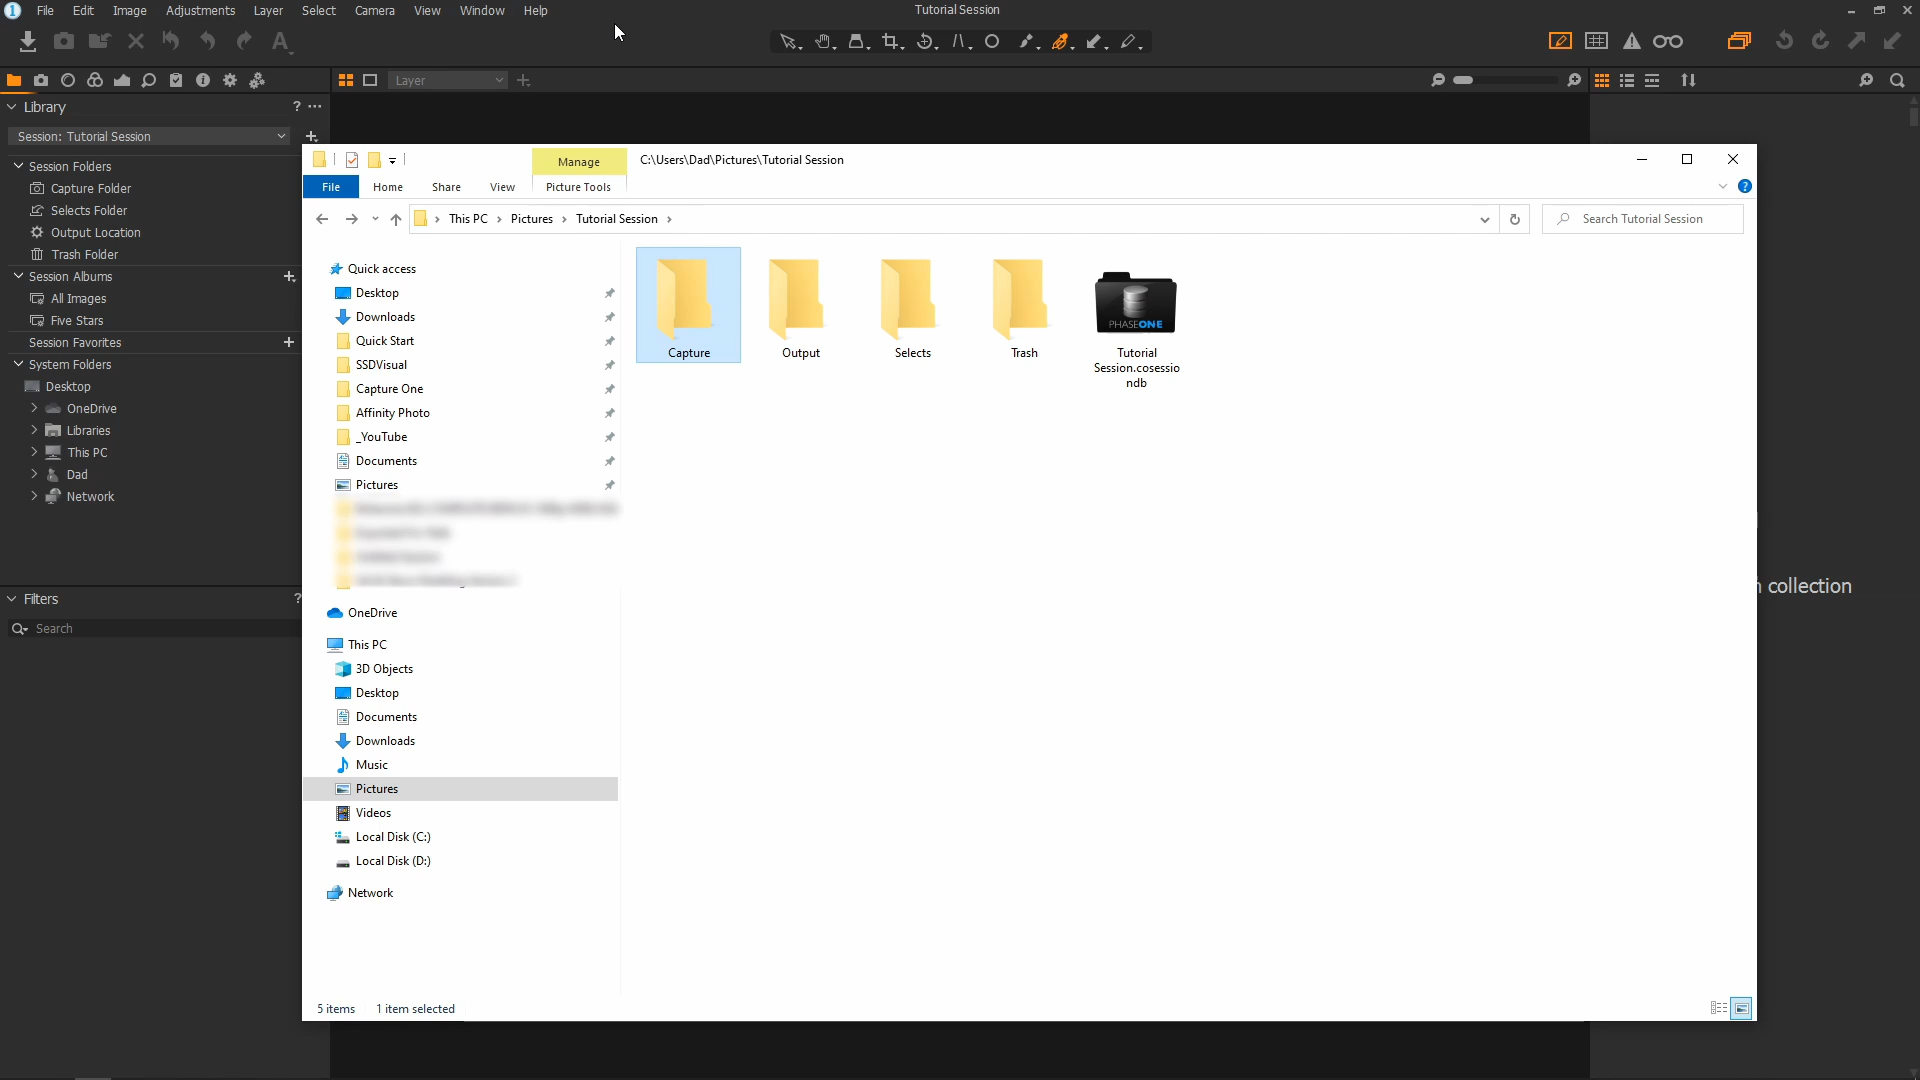 File Edit Image Adjustments Layer Select Camera View Window Help
Tutorial Session
Layer
Library
Session: Tutorial Session
Session Folders
Capture Folder
Selects Folder
Output Location
Trash Folder
Session Albums
All Images
Five Stars
Session Favorites
System Folders
Desktop
OneDrive
Libraries
This PC
Dad
Network
Filters
Search
Manage
C:\Users\Dad\Pictures\Tutorial Session
File Home Share View Picture Tools
This PC Pictures Tutorial Session
Search Tutorial Session
Quick access
Desktop
Downloads
Quick Start
SSDVisual
Capture One
Affinity Photo
_YouTube
Documents
Pictures
OneDrive
This PC
3D Objects
Desktop
Documents
Downloads
Music
Pictures
Videos
Local Disk (C:)
Local Disk (D:)
Network
PHASEONE
Capture
Output
Selects
Trash
Tutorial
Session.cosessio
ndb
5 items 1 item selected
collection